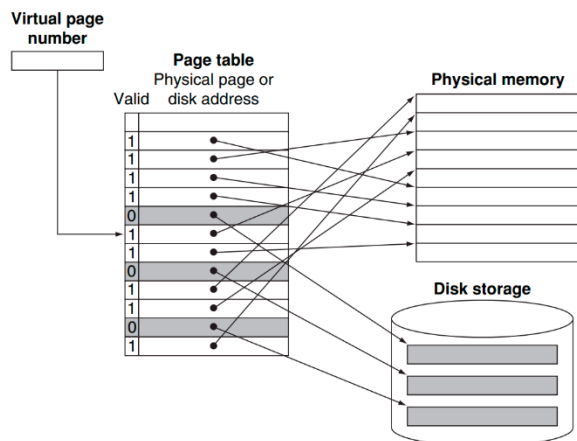 Virtual page
number
Page table
Physical page or
Valid disk address
Physical memory
1
1
1
1
0
1
1
0
1
1
0
1
Disk storage